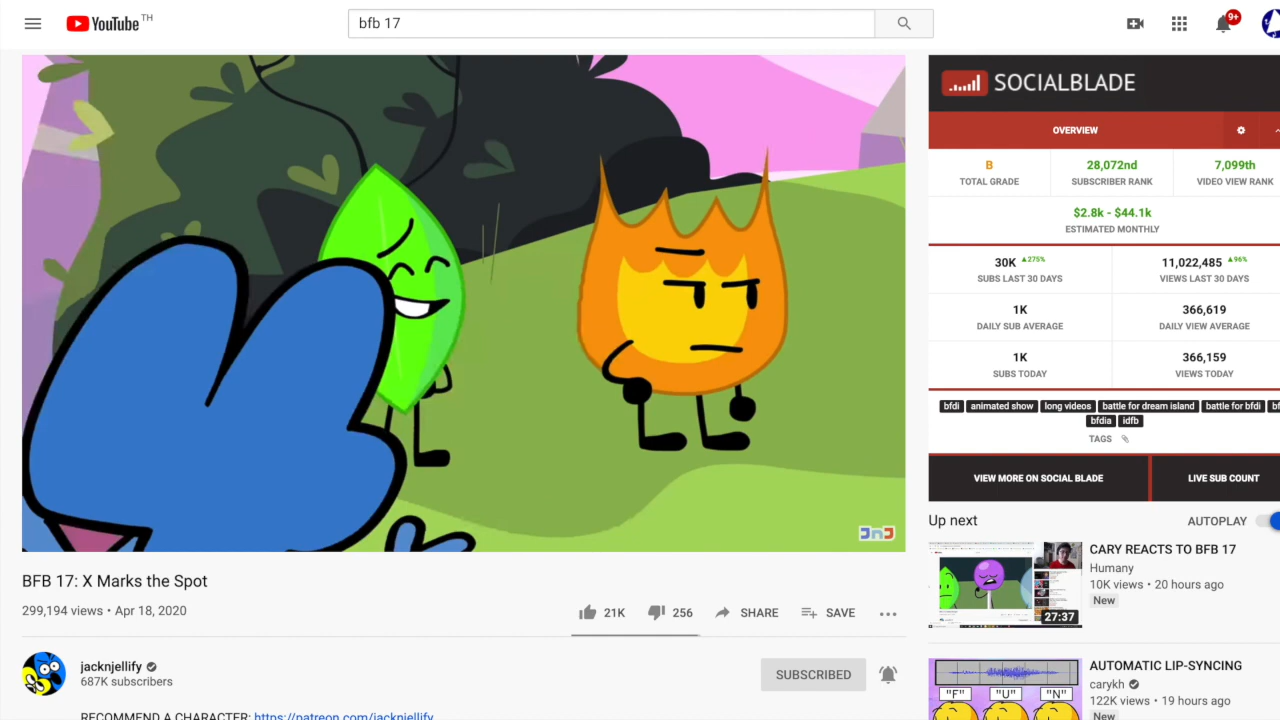 YouTube TH
bfb 17
9+
SOCIALBLADE
OVERVIEW
B
28,072nd
7,099th
TOTAL GRADE
SUBSCRIBER RANK
VIDEO VIEW RANK
$2.8k - $44.1k
ESTIMATED MONTHLY
30K ▲275%
11,022,485 ▲96%
SUBS LAST 30 DAYS
VIEWS LAST 30 DAYS
1K
366,619
DAILY SUB AVERAGE
DAILY VIEW AVERAGE
1K
366,159
SUBS TODAY
VIEWS TODAY
bfdi animated show long videos battle for dream island battle for bfdi
bfdia idfb
TAGS
VIEW MORE ON SOCIAL BLADE
LIVE SUB COUNT
JnJ
Up next
AUTOPLAY
CARY REACTS TO BFB 17
Humany
10K views • 20 hours ago
New
27:37
BFB 17: X Marks the Spot
299,194 views • Apr 18, 2020
21K
256
SHARE
SAVE
jacknjellify
687K subscribers
SUBSCRIBED
RECOMMEND A CHARACTER: https://patreon.com/jacknjellify
AUTOMATIC LIP-SYNCING
carykh
122K views • 19 hours ago
New
"F" "U" "N"